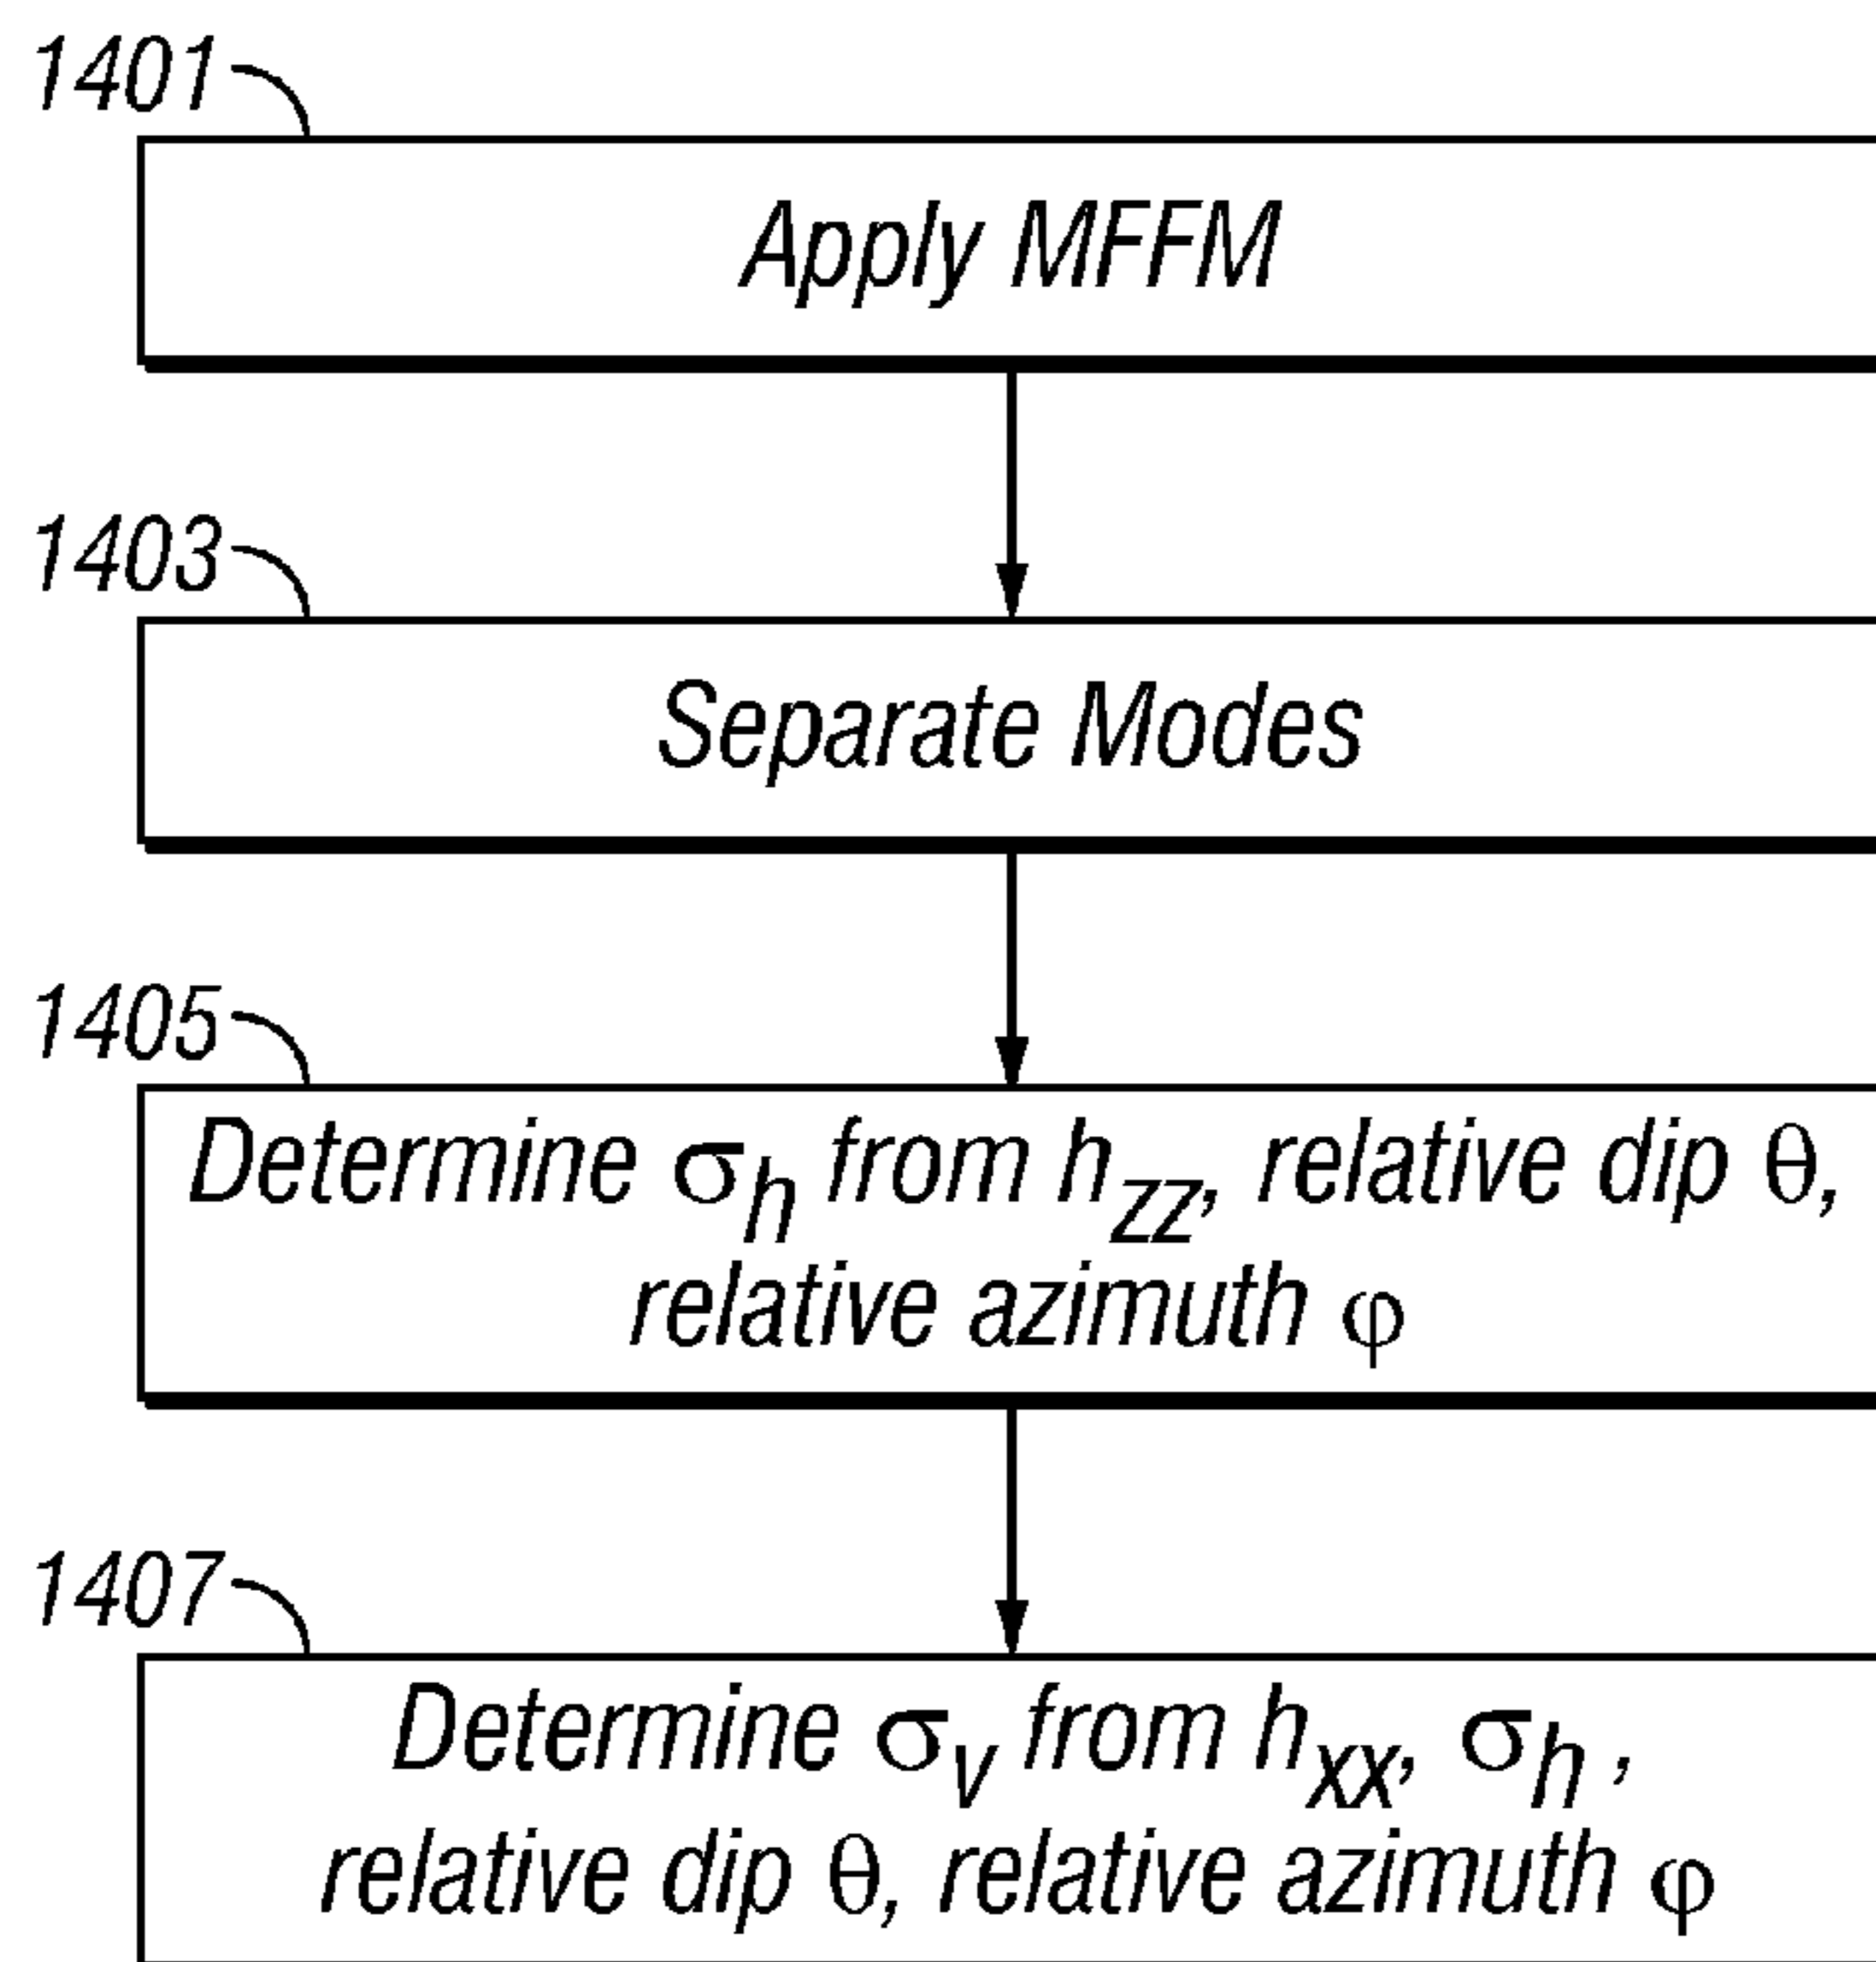 1401
Apply MFFM
1403
Separate Modes
1405
Determine σh from hzz, relative dip θ,
relative azimuth φ
1407
Determine σv from hxx, σh ,
relative dip θ, relative azimuth φ